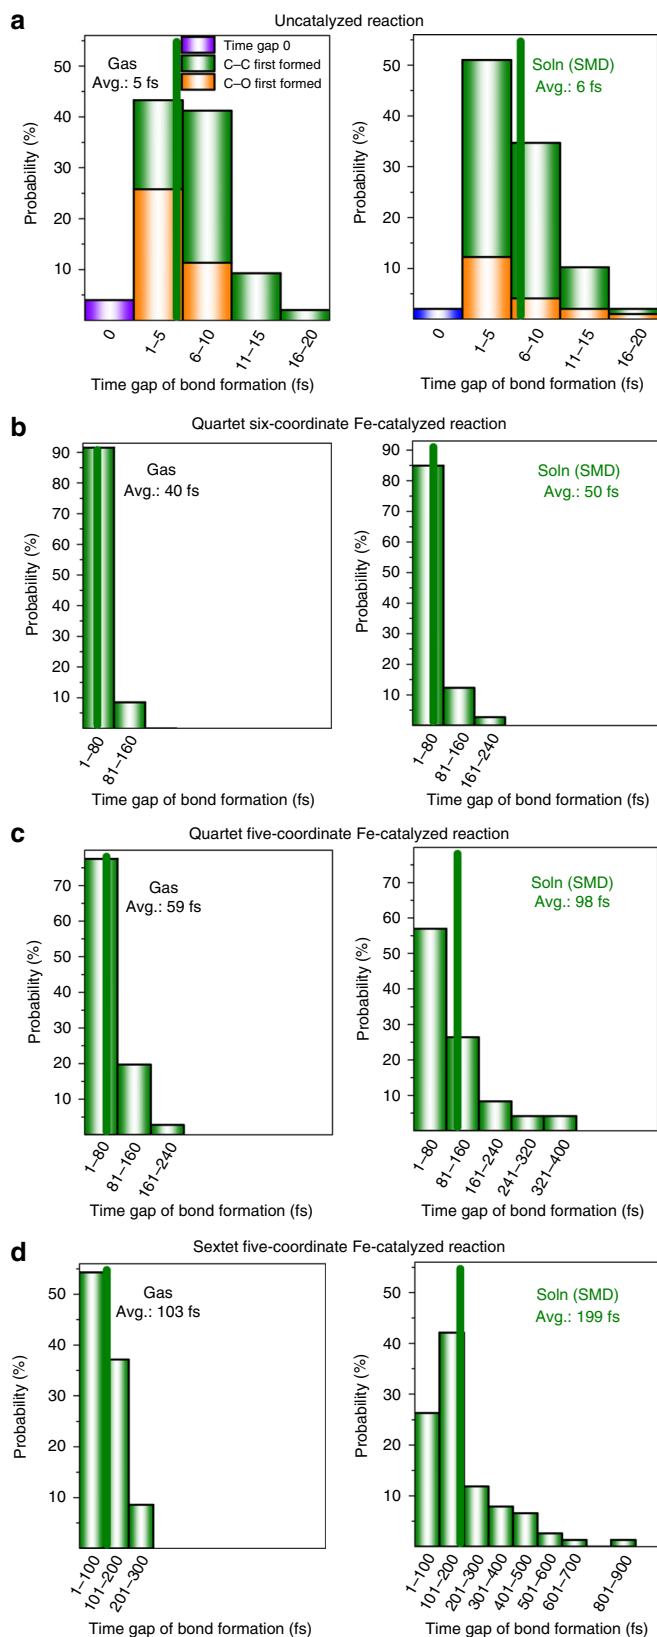 a
Uncatalyzed reaction
Gas
Avg.: 5 fs
Time gap 0
C–C first formed
C–O first formed
Probability (%)
50
40
30
20
10
0
1–5
6–10
11–15
16–20
Time gap of bond formation (fs)
Soln (SMD)
Avg.: 6 fs
Probability (%)
50
40
30
20
10
0
1–5
6–10
11–15
16–20
Time gap of bond formation (fs)
b
Quartet six-coordinate Fe-catalyzed reaction
Gas
Avg.: 40 fs
Probability (%)
90
80
70
60
50
40
30
20
10
1–80
81–160
Time gap of bond formation (fs)
Soln (SMD)
Avg.: 50 fs
Probability (%)
90
80
70
60
50
40
30
20
10
1–80
81–160
161–240
Time gap of bond formation (fs)
c
Quartet five-coordinate Fe-catalyzed reaction
Gas
Avg.: 59 fs
Probability (%)
70
60
50
40
30
20
10
1–80
81–160
161–240
Time gap of bond formation (fs)
Soln (SMD)
Avg.: 98 fs
Probability (%)
70
60
50
40
30
20
10
1–80
81–160
161–240
241–320
321–400
Time gap of bond formation (fs)
d
Sextet five-coordinate Fe-catalyzed reaction
Gas
Avg.: 103 fs
Probability (%)
50
40
30
20
10
1–100
101–200
201–300
Time gap of bond formation (fs)
Soln (SMD)
Avg.: 199 fs
Probability (%)
50
40
30
20
10
1–100
101–200
201–300
301–400
401–500
501–600
601–700
801–900
Time gap of bond formation (fs)